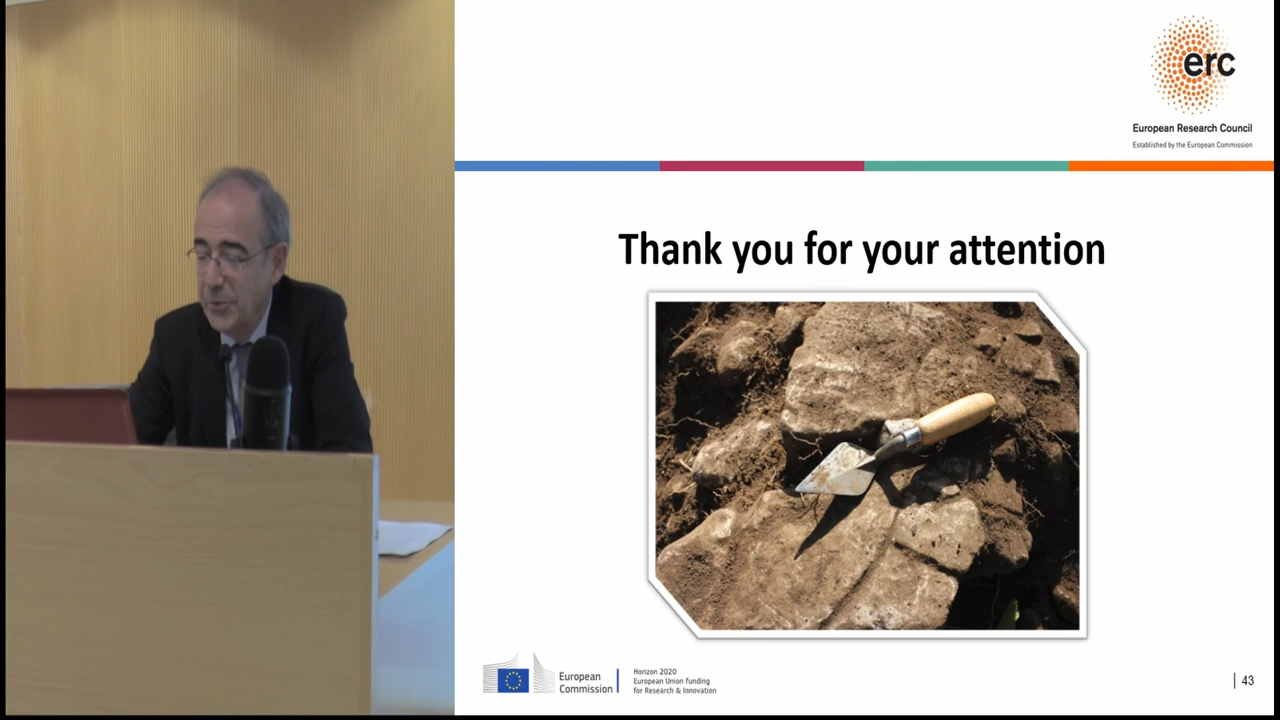 erc
European Research Council
Established by the European Commission
Thank you for your attention
European
Commission
Horizon 2020
European Union funding
for Research & Innovation
43